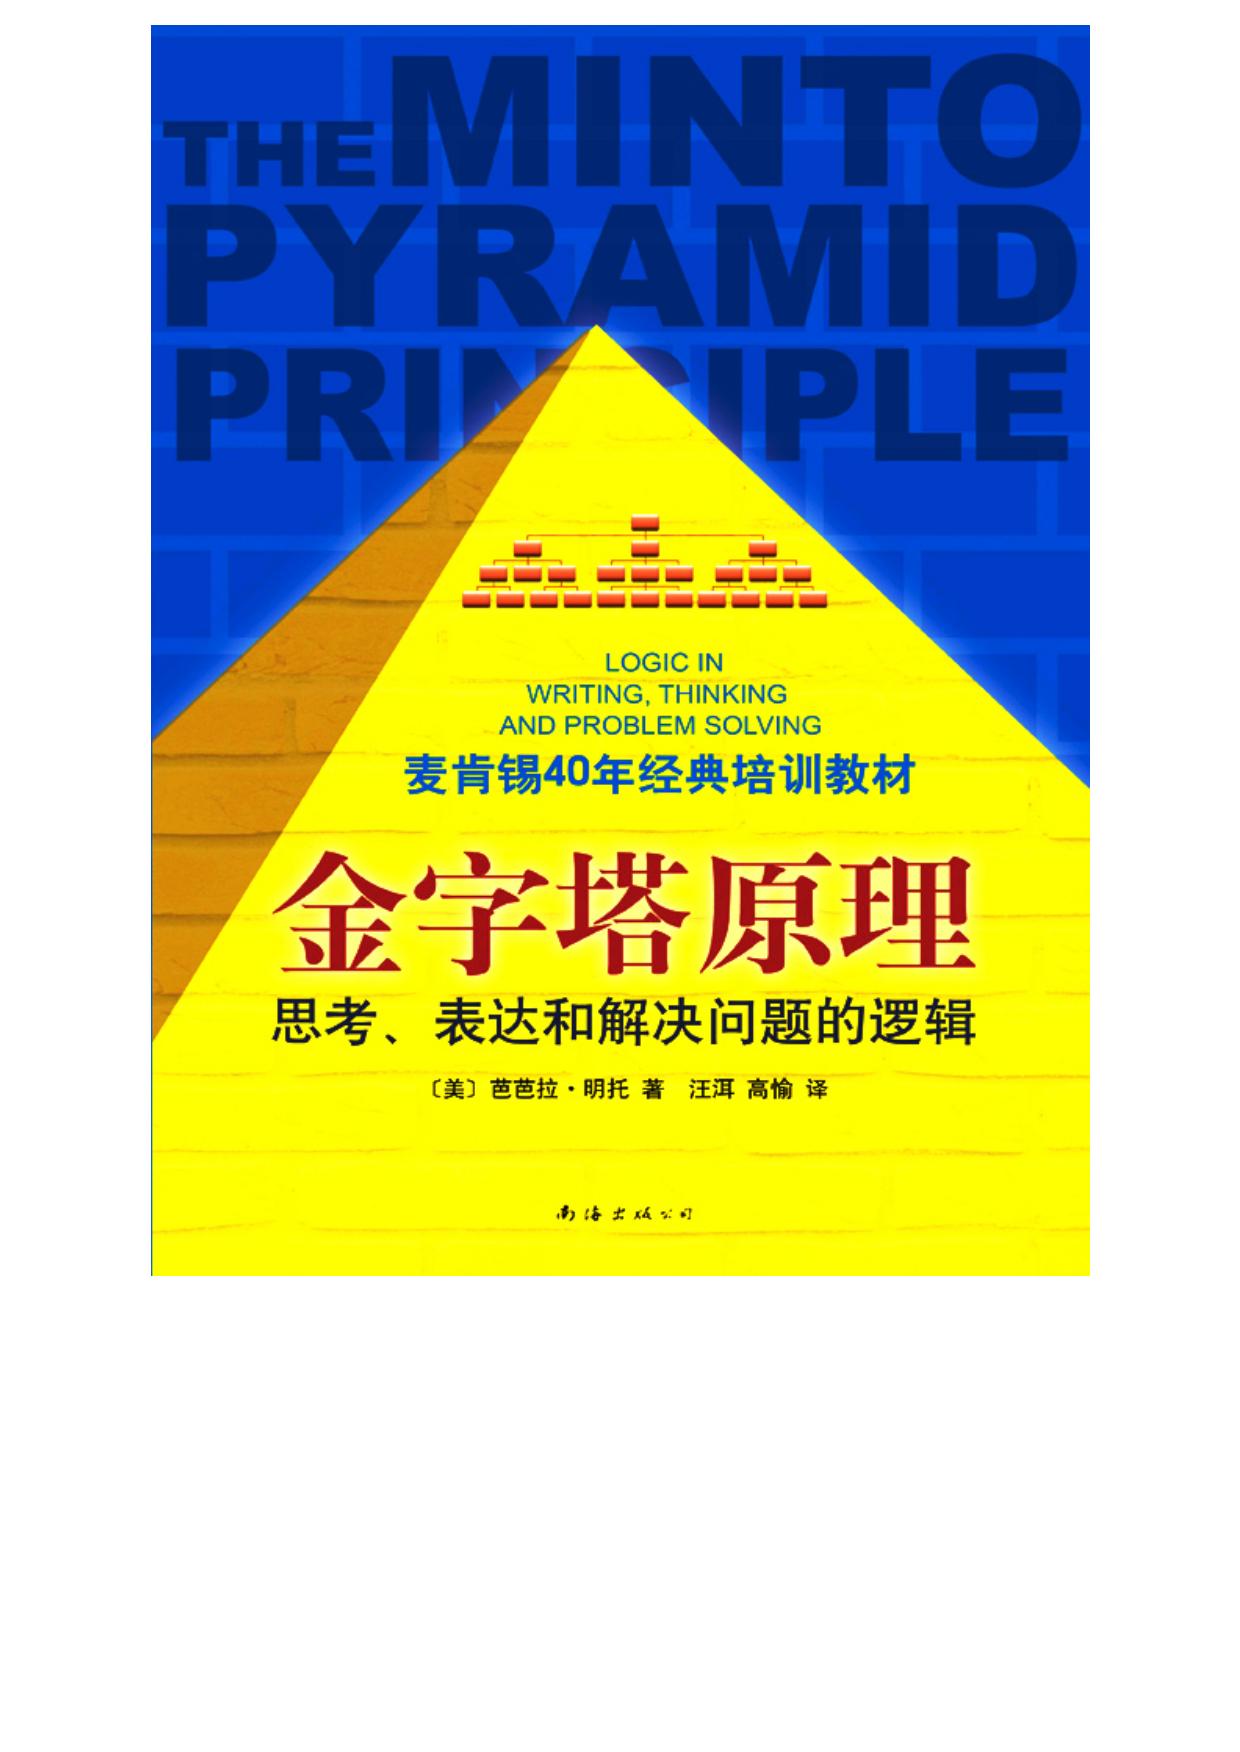 THE MINTO
PYRAMID
PRINCIPLE
LOGIC IN
WRITING, THINKING
AND PROBLEM SOLVING
麦肯锡40年经典培训教材
金字塔原理
思考、表达和解决问题的逻辑
〔美〕芭芭拉·明托 著 汪洱 高愉 译
南海出版公司